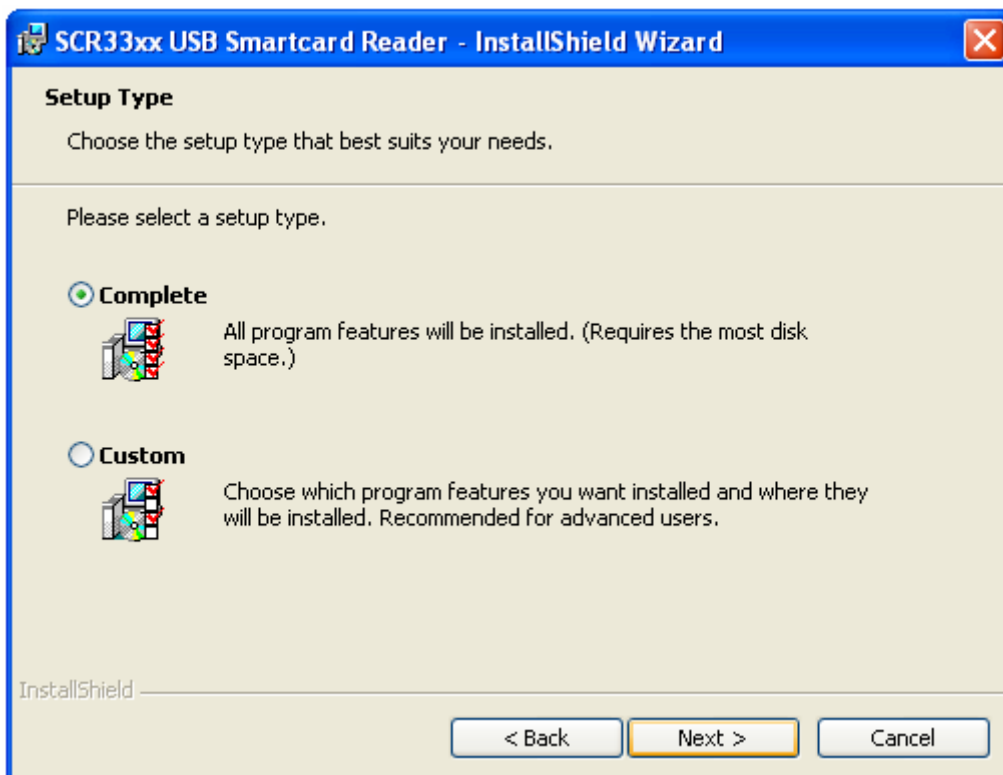 SCR33xx USB Smartcard Reader - InstallShield Wizard
Setup Type
Choose the setup type that best suits your needs.
Please select a setup type.
Complete
All program features will be installed. (Requires the most disk
space.)
Custom
Choose which program features you want installed and where they
will be installed. Recommended for advanced users.
InstallShield
< Back
Next >
Cancel